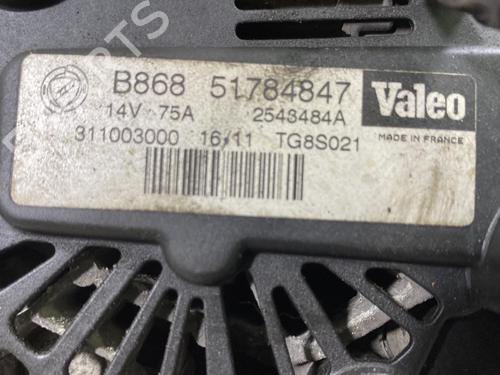 B868 51784847
14V - 75A 2543484A
311003000 16/11 TG8S021
Valeo
MADE IN FRANCE